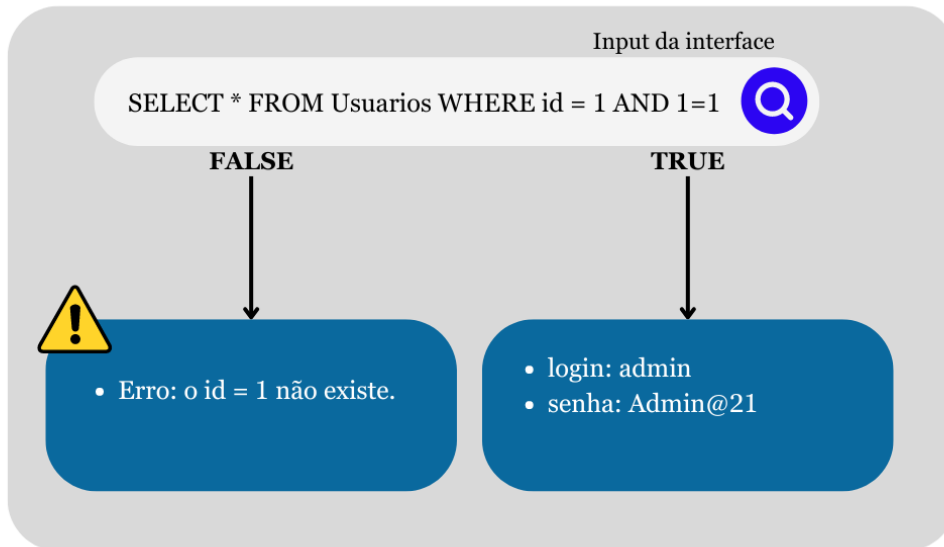 Input da interface
SELECT * FROM Usuarios WHERE id = 1 AND 1=1
FALSE
TRUE
• Erro: o id = 1 não existe.
• login: admin
• senha: Admin@21